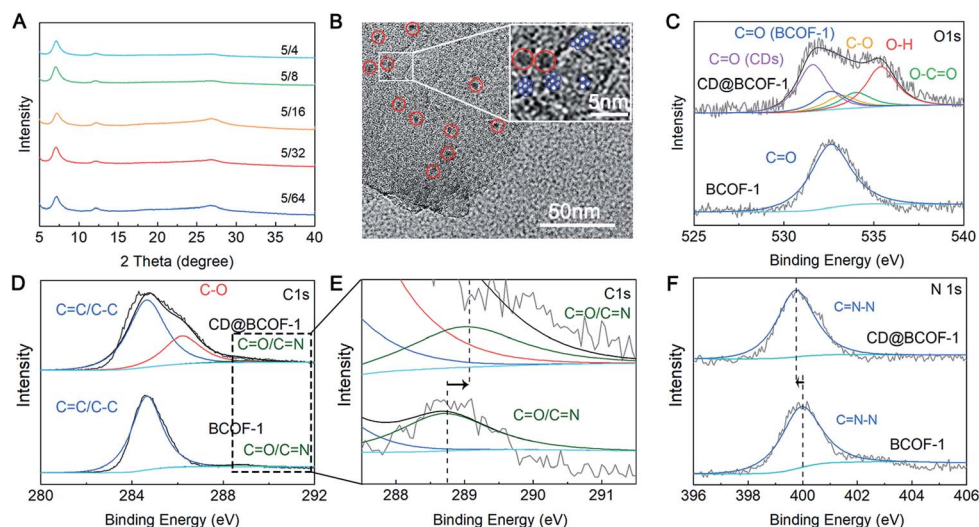 A
5/4
5/8
5/16
5/32
5/64
Intensity
5 10 15 20 25 30 35 40
2 Theta (degree)
B
5nm
50nm
C
C=O (BCOF-1)
C-O
O-H
O1s
C=O (CDs)
O-C=O
CD@BCOF-1
C=O
BCOF-1
Intensity
525 530 535 540
Binding Energy (eV)
D
C-O
C1s
C=C/C-C
CD@BCOF-1
C=O/C=N
C=C/C-C
BCOF-1
C=O/C=N
Intensity
280 284 288 292
Binding Energy (eV)
E
C1s
C=O/C=N
C=O/C=N
Intensity
288 289 290 291
Binding Energy (eV)
F
N 1s
C=N-N
CD@BCOF-1
C=N-N
BCOF-1
Intensity
396 398 400 402 404 406
Binding Energy (eV)